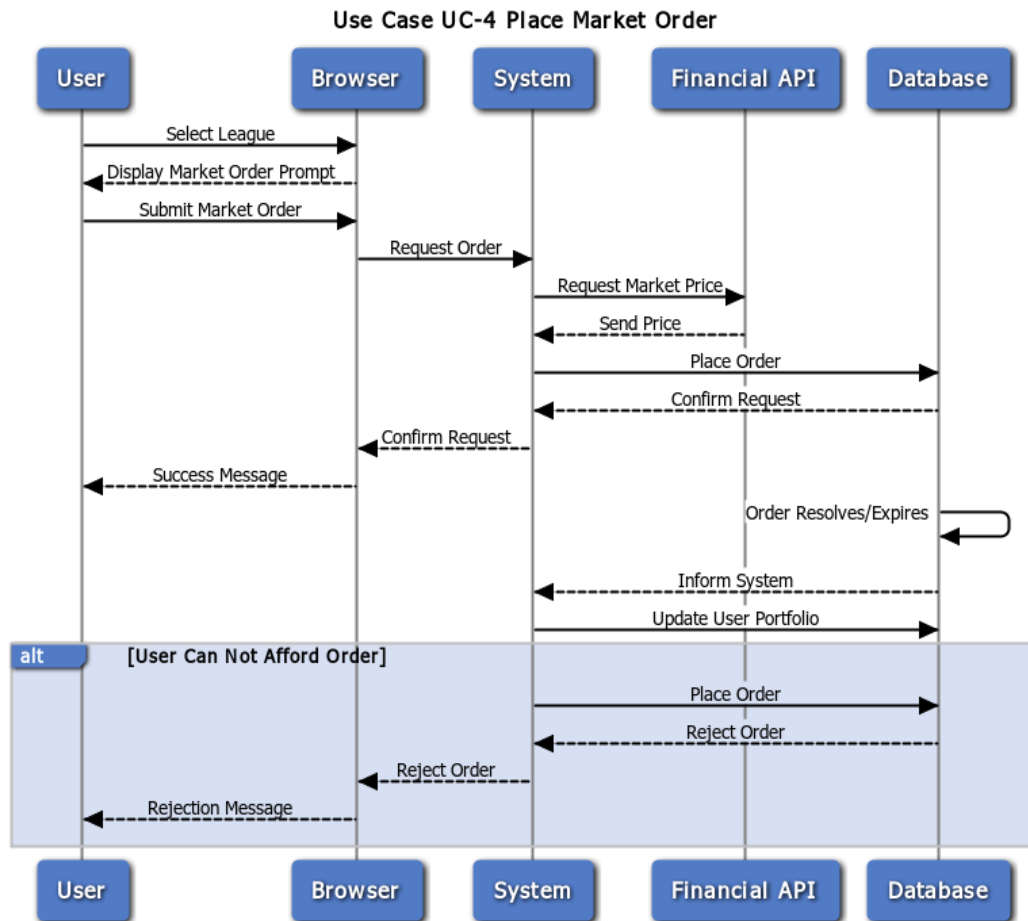 Use Case UC-4 Place Market Order
User Browser System Financial API Database
Select League
Display Market Order Prompt
Submit Market Order
Request Order
Request Market Price
Send Price
Place Order
Confirm Request
Confirm Request
Success Message
Order Resolves/Expires
Inform System
Update User Portfolio
alt [User Can Not Afford Order]
Place Order
Reject Order
Reject Order
Rejection Message
User Browser System Financial API Database